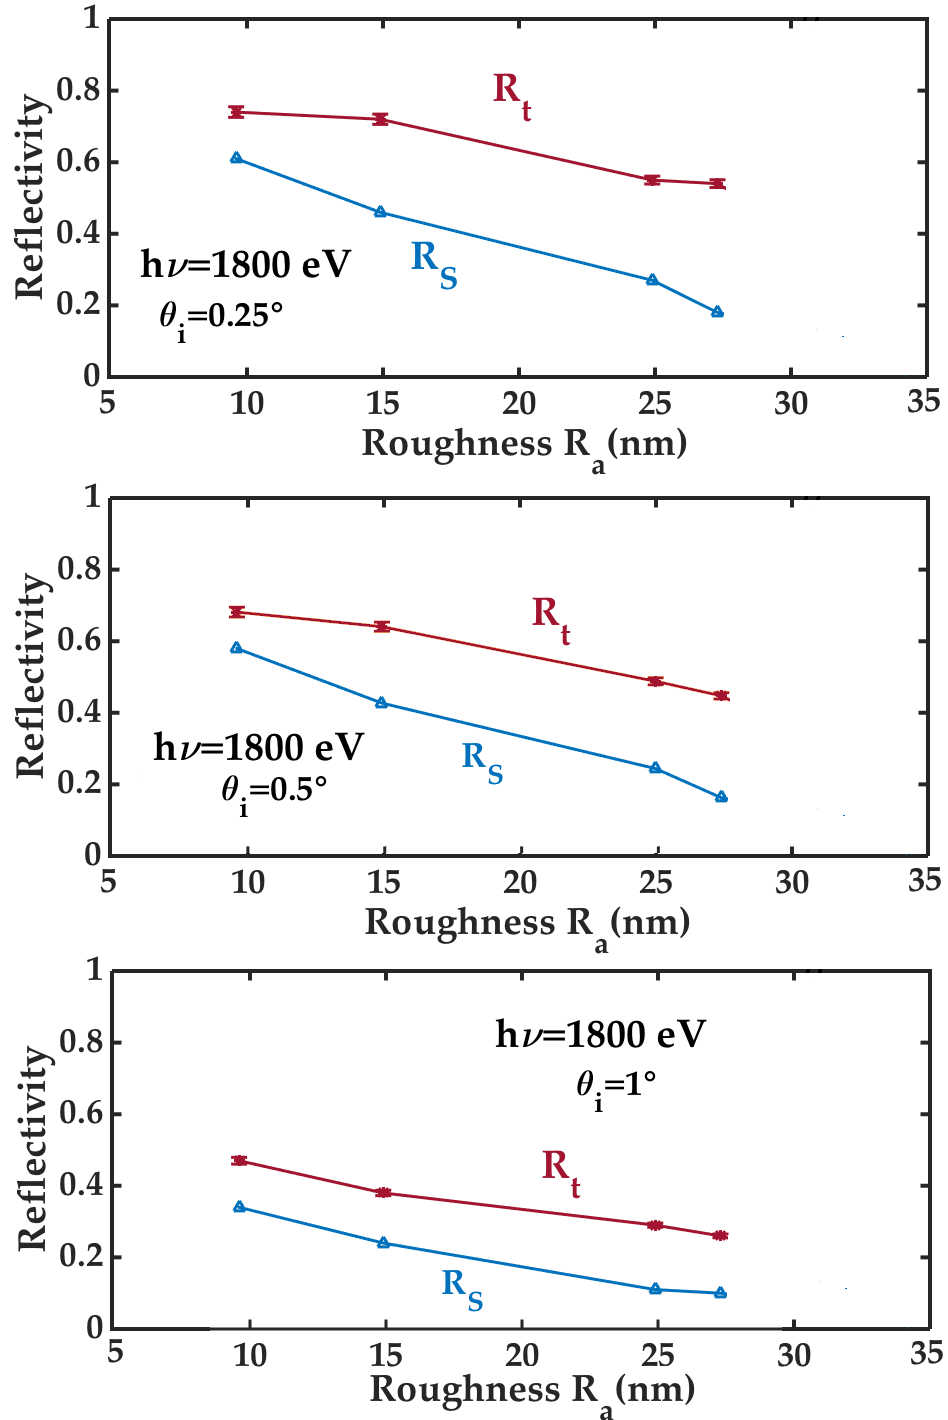 1
0.8
0.6
0.4
0.2
0
Reflectivity
R_t
R_S
hν=1800 eV
θ_i=0.25°
5 10 15 20 25 30 35
Roughness R_a(nm)
1
0.8
0.6
0.4
0.2
0
Reflectivity
R_t
R_S
hν=1800 eV
θ_i=0.5°
5 10 15 20 25 30 35
Roughness R_a(nm)
1
0.8
0.6
0.4
0.2
0
Reflectivity
hν=1800 eV
θ_i=1°
R_t
R_S
5 10 15 20 25 30 35
Roughness R_a(nm)